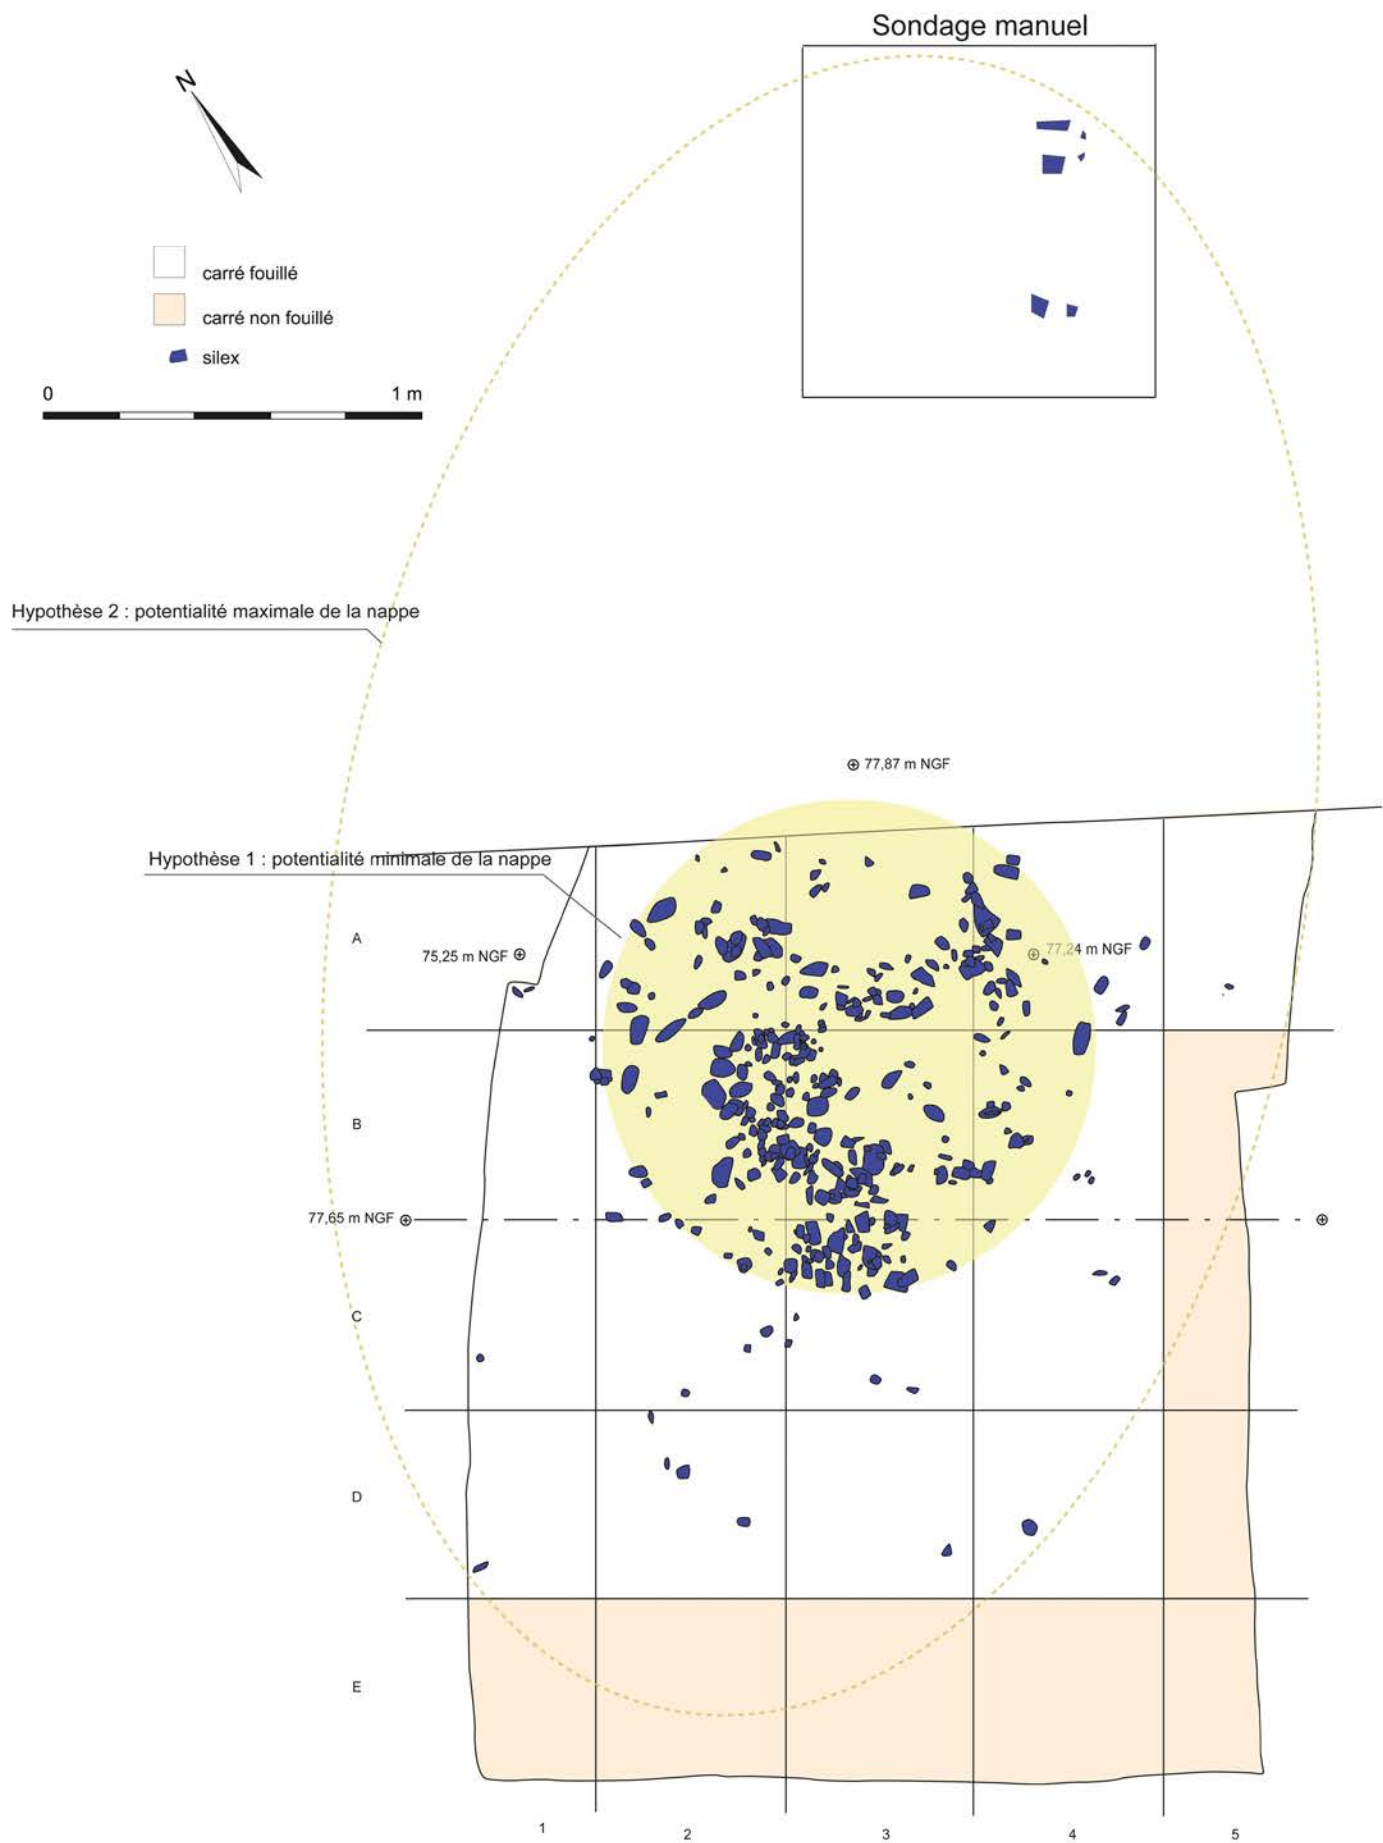 Sondage manuel
N
carré fouillé
carré non fouillé
silex
0 1 m
Hypothèse 2 : potentialité maximale de la nappe
77,87 m NGF
Hypothèse 1 : potentialité minimale de la nappe
A
75,25 m NGF
77,24 m NGF
B
77,65 m NGF
C
D
E
1 2 3 4 5